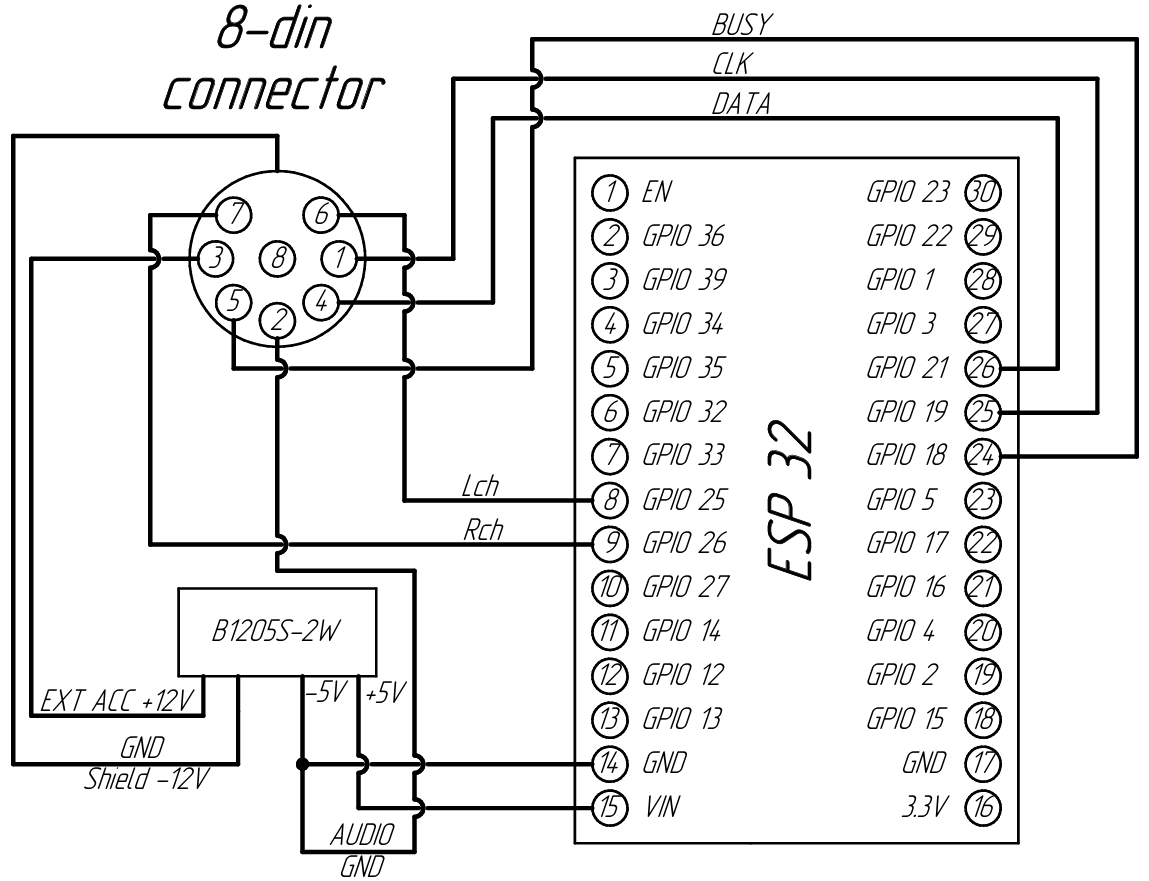 8-din
connector
BUSY
CLK
DATA
7
6
3
8
1
5
4
2
1 EN
2 GPIO 36
3 GPIO 39
4 GPIO 34
5 GPIO 35
6 GPIO 32
7 GPIO 33
8 GPIO 25
9 GPIO 26
10 GPIO 27
11 GPIO 14
12 GPIO 12
13 GPIO 13
14 GND
15 VIN
ESP 32
GPIO 23 30
GPIO 22 29
GPIO 1 28
GPIO 3 27
GPIO 21 26
GPIO 19 25
GPIO 18 24
GPIO 5 23
GPIO 17 22
GPIO 16 21
GPIO 4 20
GPIO 2 19
GPIO 15 18
GND 17
3.3V 16
Lch
Rch
B1205S-2W
-5V
+5V
EXT ACC +12V
GND
Shield -12V
AUDIO
GND